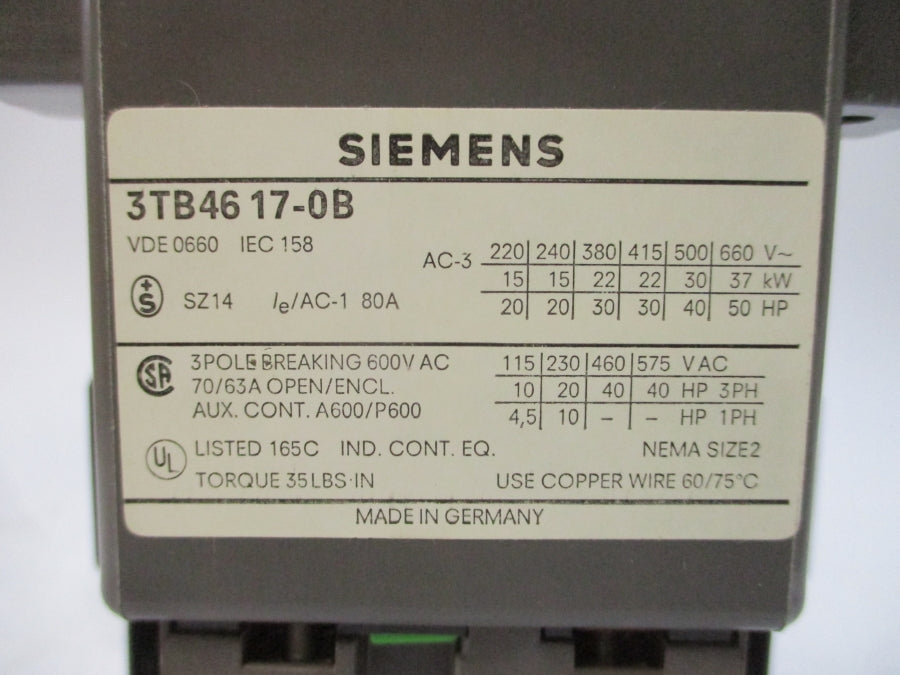 SIEMENS
3TB46 17-0B
VDE 0660 IEC 158
AC-3 220 240 380 415 500 660 V~
15 15 22 22 30 37 kW
20 20 30 30 40 50 HP
+S SZ14 Ie/AC-1 80A
SA 3POLE BREAKING 600V AC
70/63A OPEN/ENCL.
AUX. CONT. A600/P600
115 230 460 575 VAC
10 20 40 40 HP 3PH
4,5 10 – – HP 1PH
UL LISTED 165C IND. CONT. EQ. NEMA SIZE2
TORQUE 35LBS·IN USE COPPER WIRE 60/75°C
MADE IN GERMANY